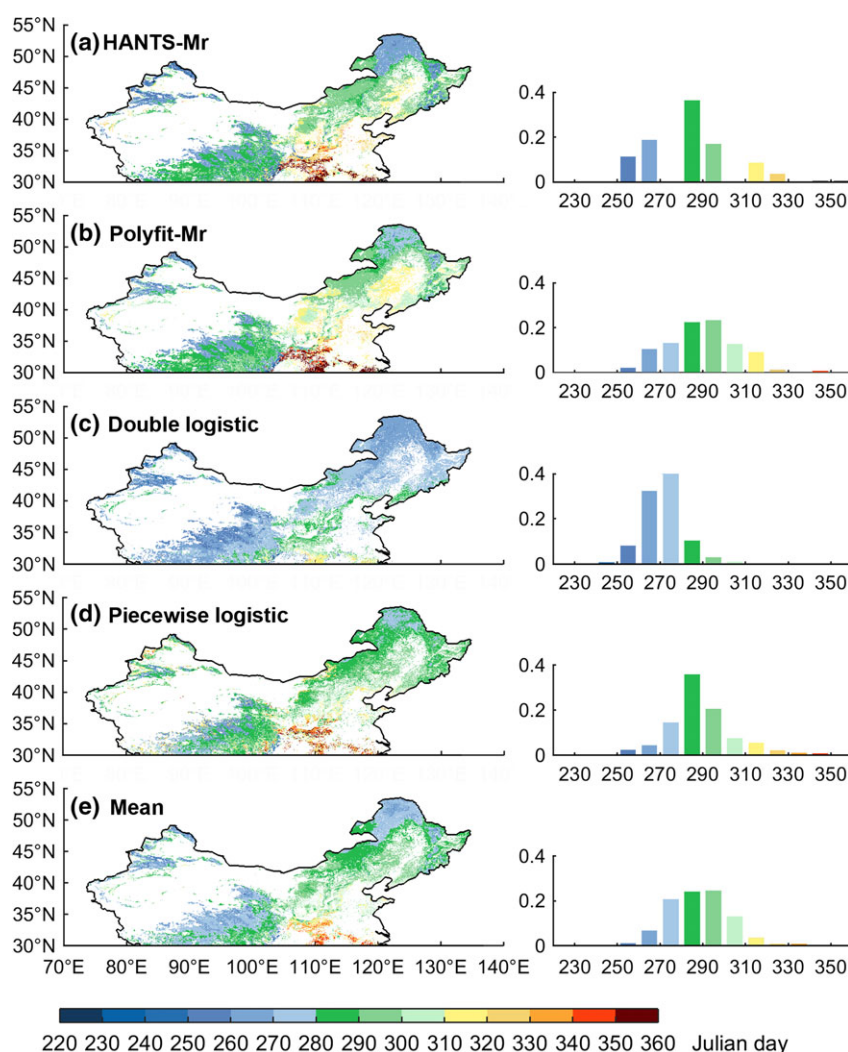 55°N
(a) HANTS-Mr
50°N
45°N
40°N
35°N
30°N
0.4
0.2
0
230 250 270 290 310 330 350
55°N
(b) Polyfit-Mr
50°N
45°N
40°N
35°N
30°N
0.4
0.2
0
230 250 270 290 310 330 350
55°N
(c) Double logistic
50°N
45°N
40°N
35°N
30°N
0.4
0.2
0
230 250 270 290 310 330 350
55°N
(d) Piecewise logistic
50°N
45°N
40°N
35°N
30°N
0.4
0.2
0
230 250 270 290 310 330 350
55°N
(e) Mean
50°N
45°N
40°N
35°N
30°N
70°E 80°E 90°E 100°E 110°E 120°E 130°E 140°E
0.4
0.2
0
230 250 270 290 310 330 350
220 230 240 250 260 270 280 290 300 310 320 330 340 350 360 Julian day